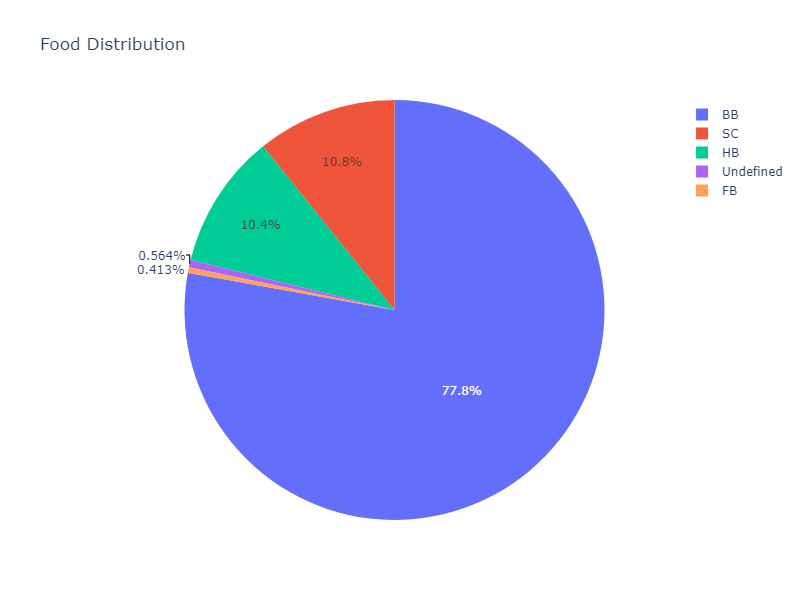 Food Distribution
BB
SC
HB
Undefined
FB
10.8%
10.4%
0.564%
0.413%
77.8%